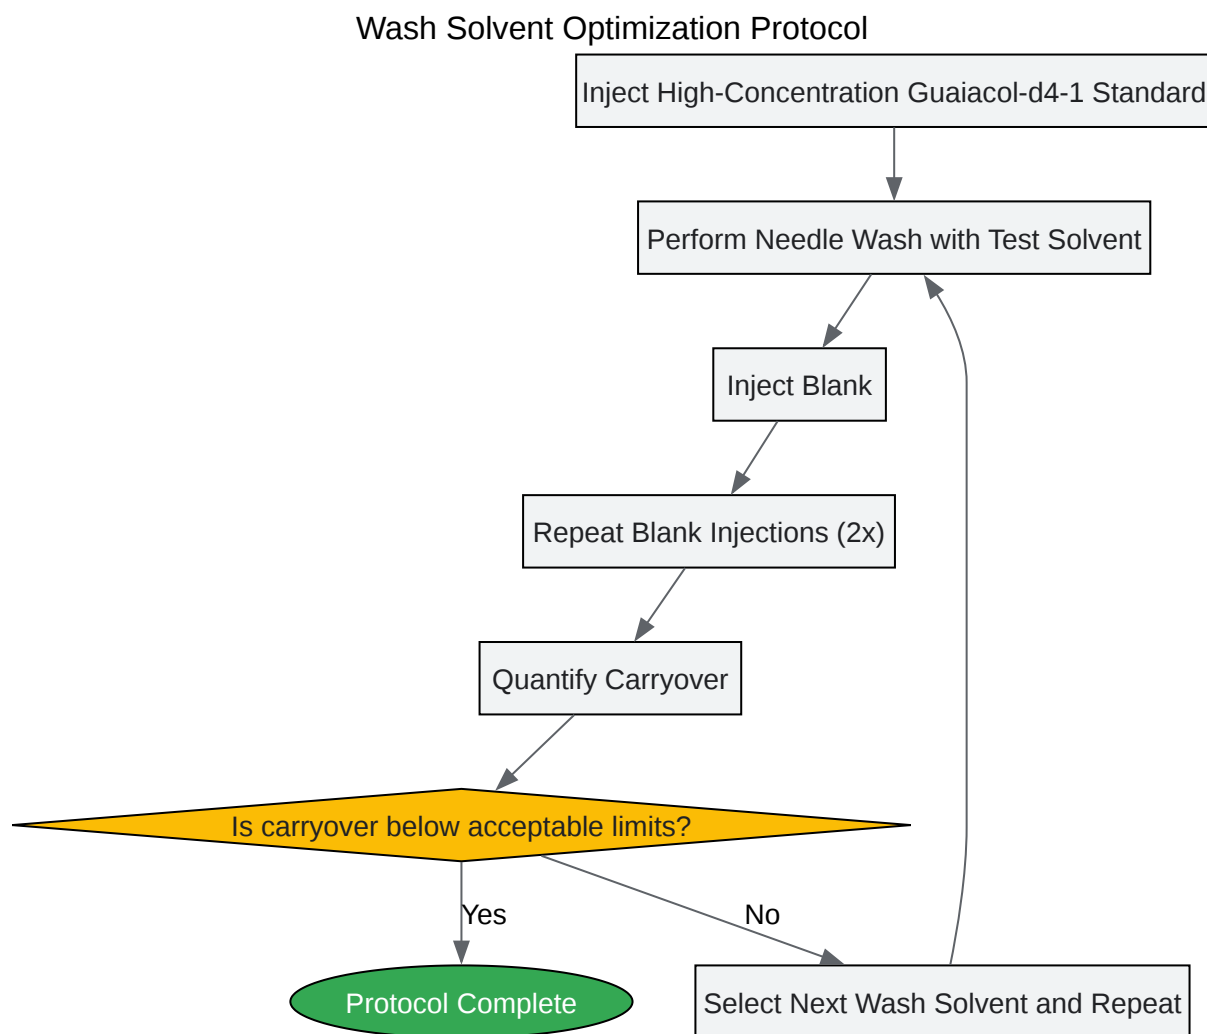 Wash Solvent Optimization Protocol
Inject High-Concentration Guaiacol-d4-1 Standard
Perform Needle Wash with Test Solvent
Inject Blank
Repeat Blank Injections (2x)
Quantify Carryover
Is carryover below acceptable limits?
Yes
No
Protocol Complete
Select Next Wash Solvent and Repeat